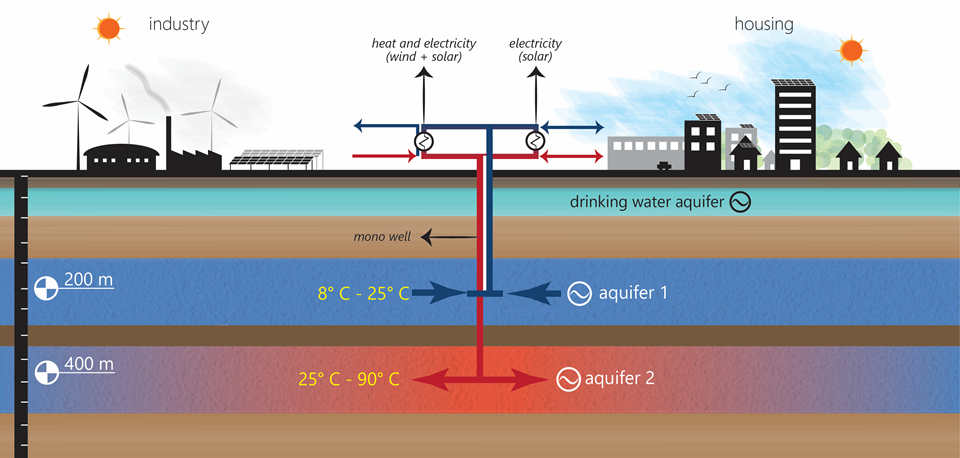 industry
housing
heat and electricity
(wind + solar)
electricity
(solar)
drinking water aquifer
mono well
200 m
8° C - 25° C
aquifer 1
400 m
25° C - 90° C
aquifer 2